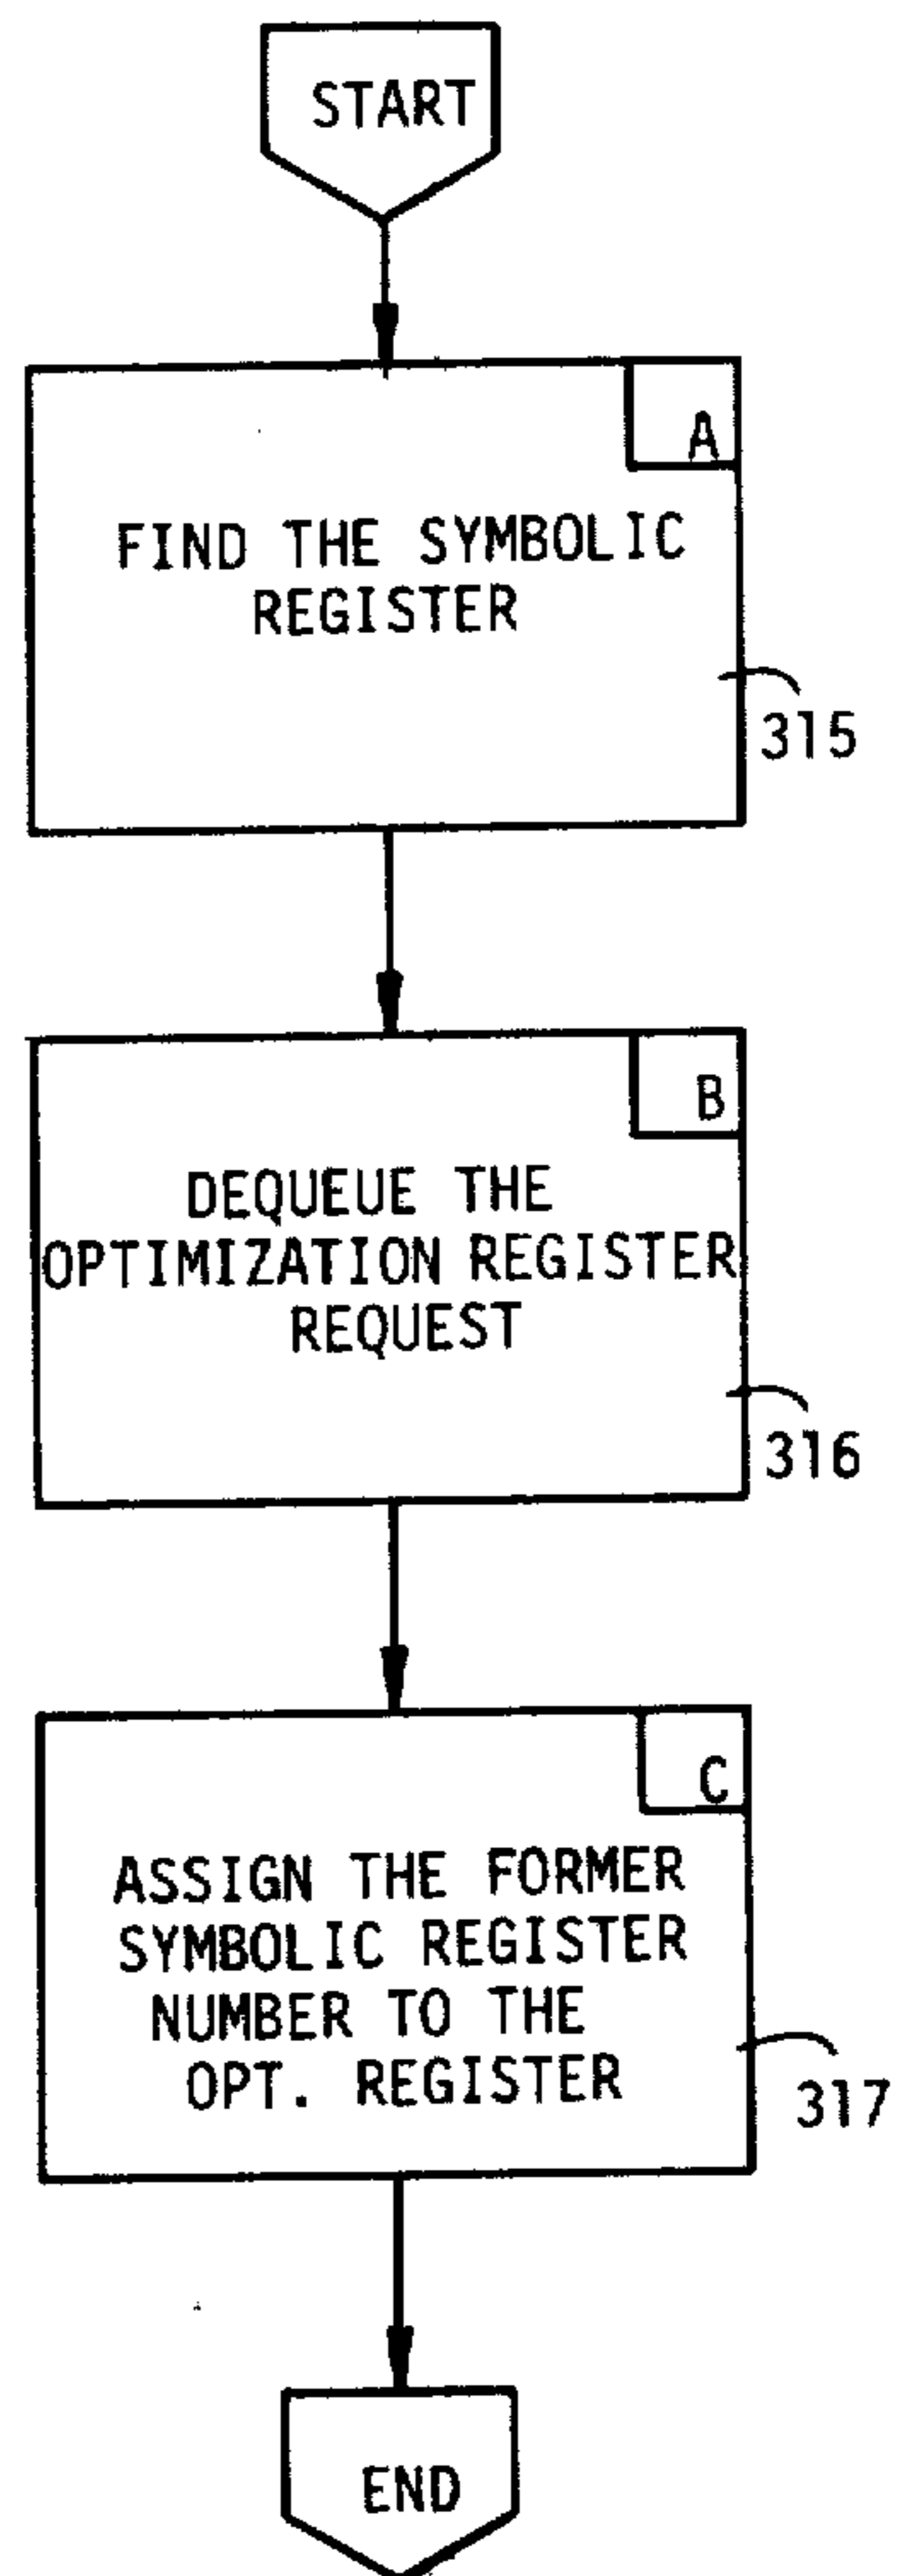 START
A
FIND THE SYMBOLIC
REGISTER
315
B
DEQUEUE THE
OPTIMIZATION REGISTER
REQUEST
316
C
ASSIGN THE FORMER
SYMBOLIC REGISTER
NUMBER TO THE
OPT. REGISTER
317
END